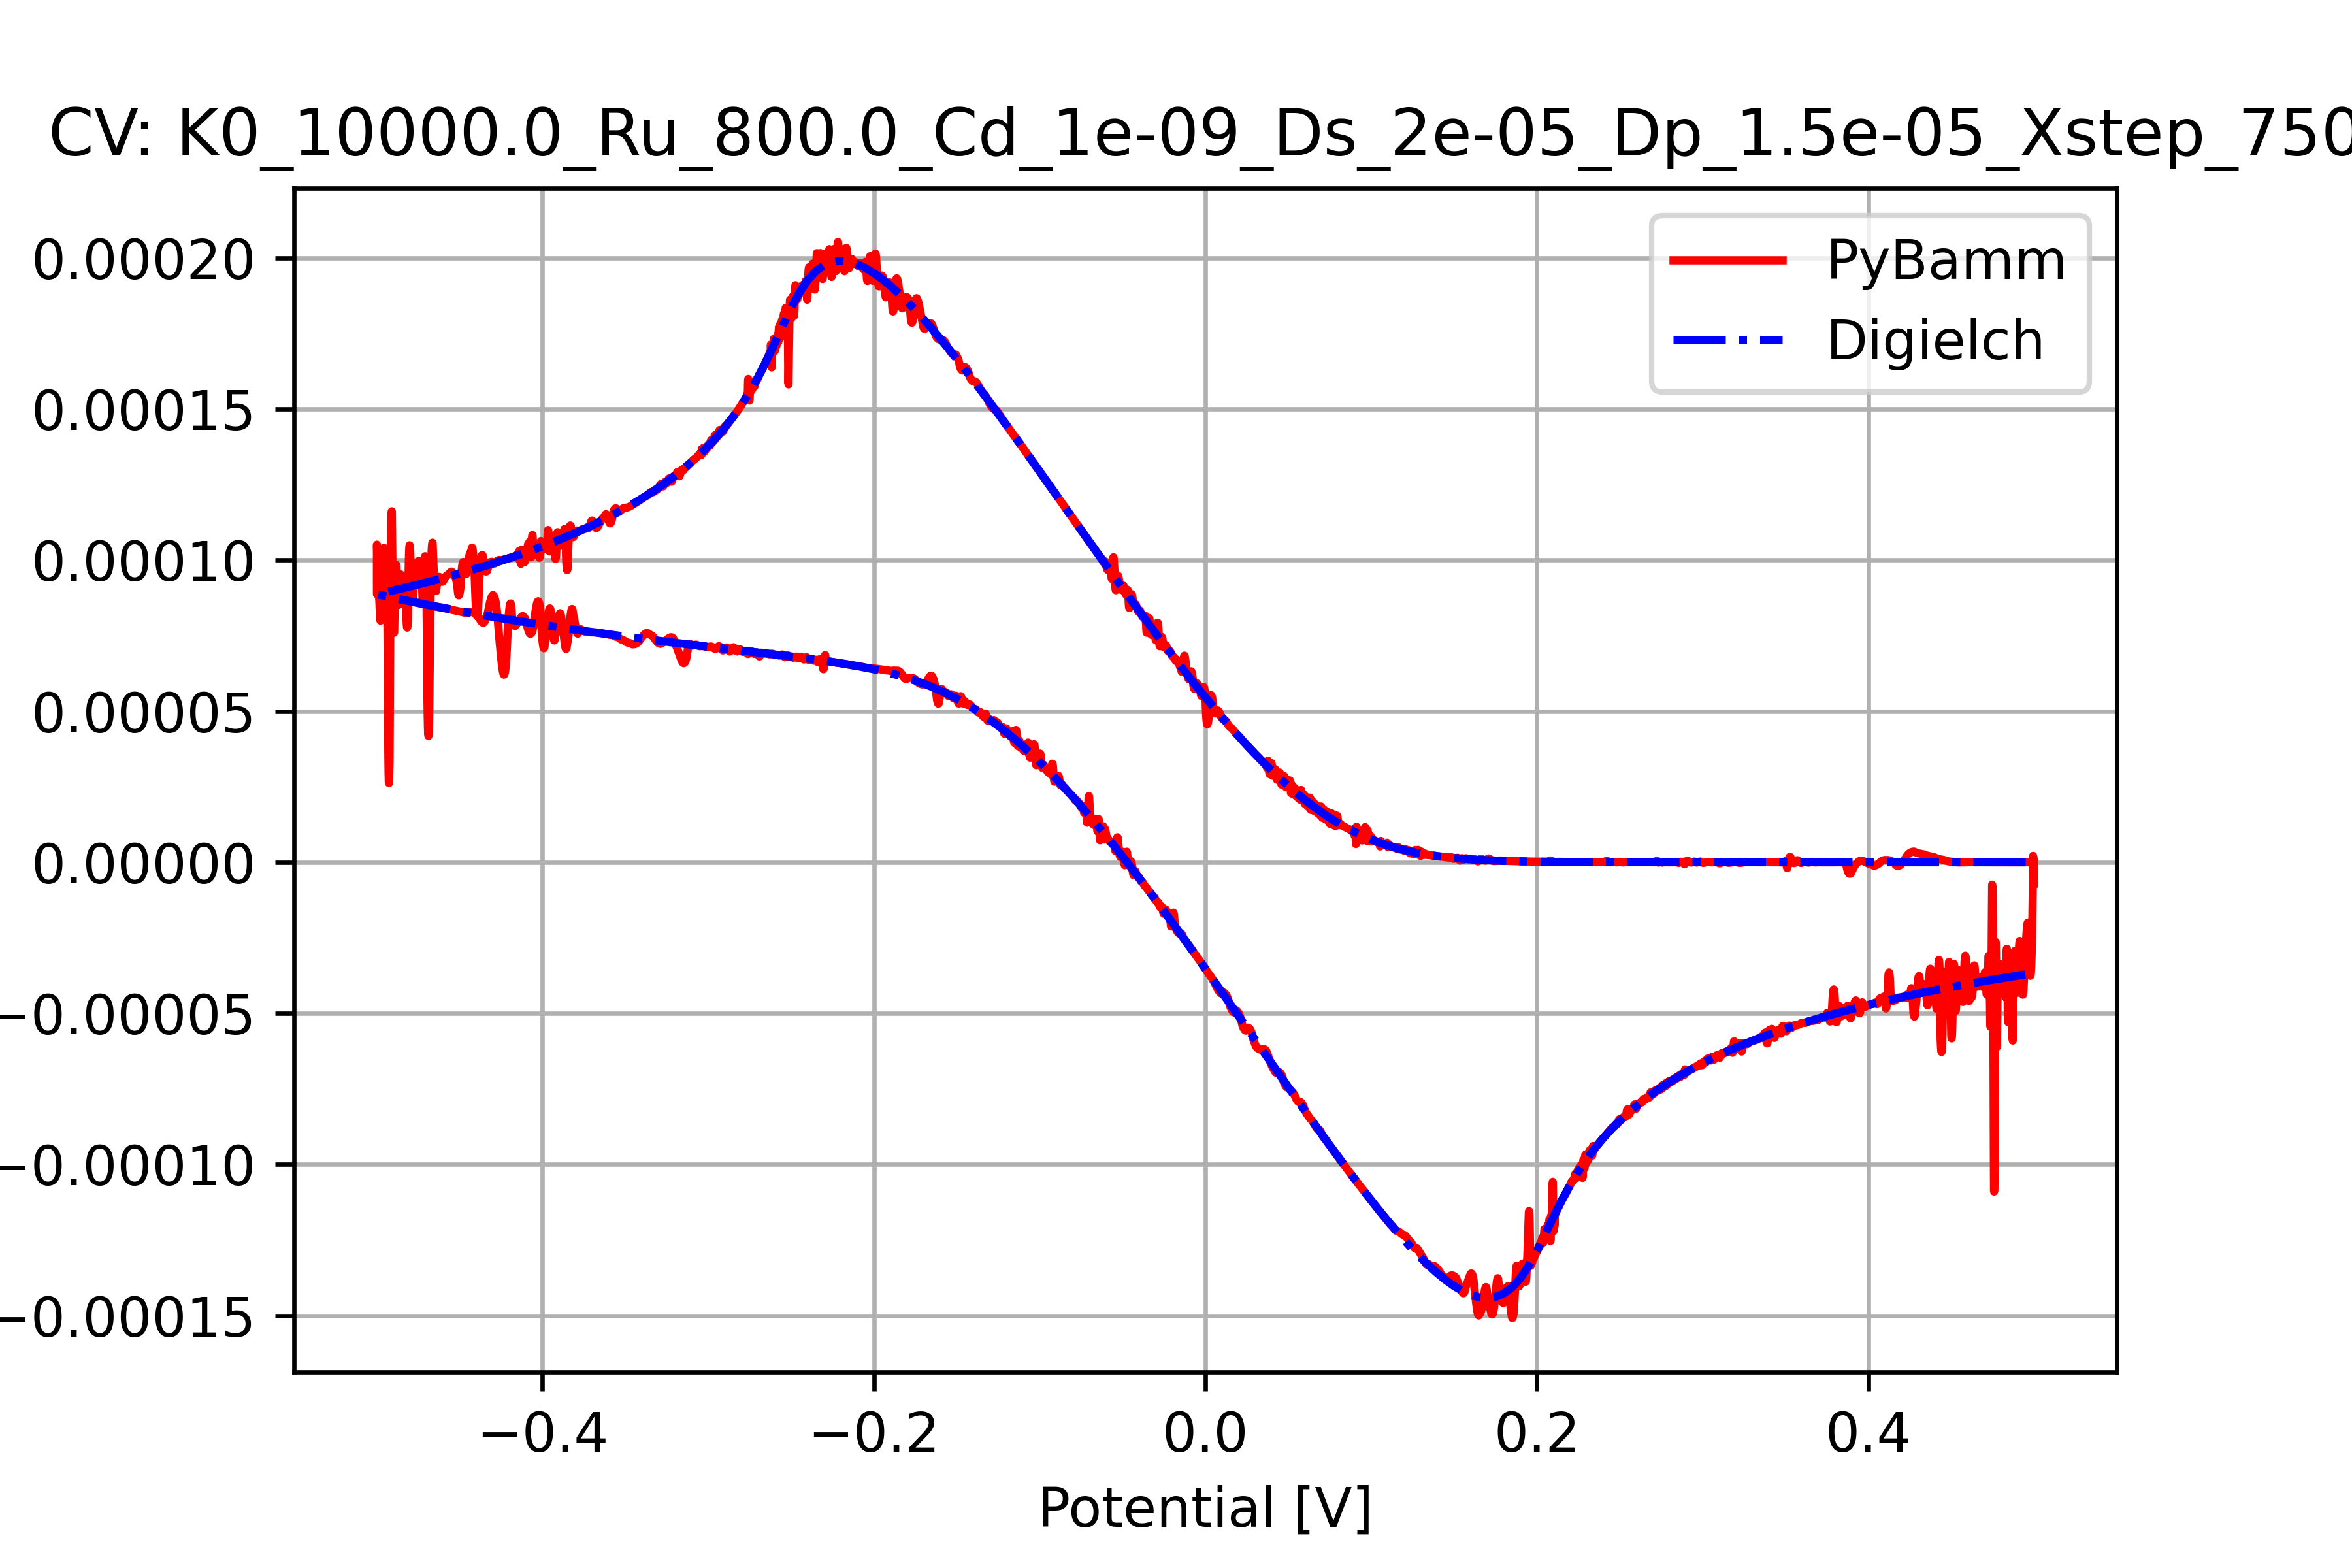 CV: K0_10000.0_Ru_800.0_Cd_1e-09_Ds_2e-05_Dp_1.5e-05_Xstep_750
PyBamm
Digielch
0.00020
0.00015
0.00010
0.00005
0.00000
−0.00005
−0.00010
−0.00015
−0.4 −0.2 0.0 0.2 0.4
Potential [V]